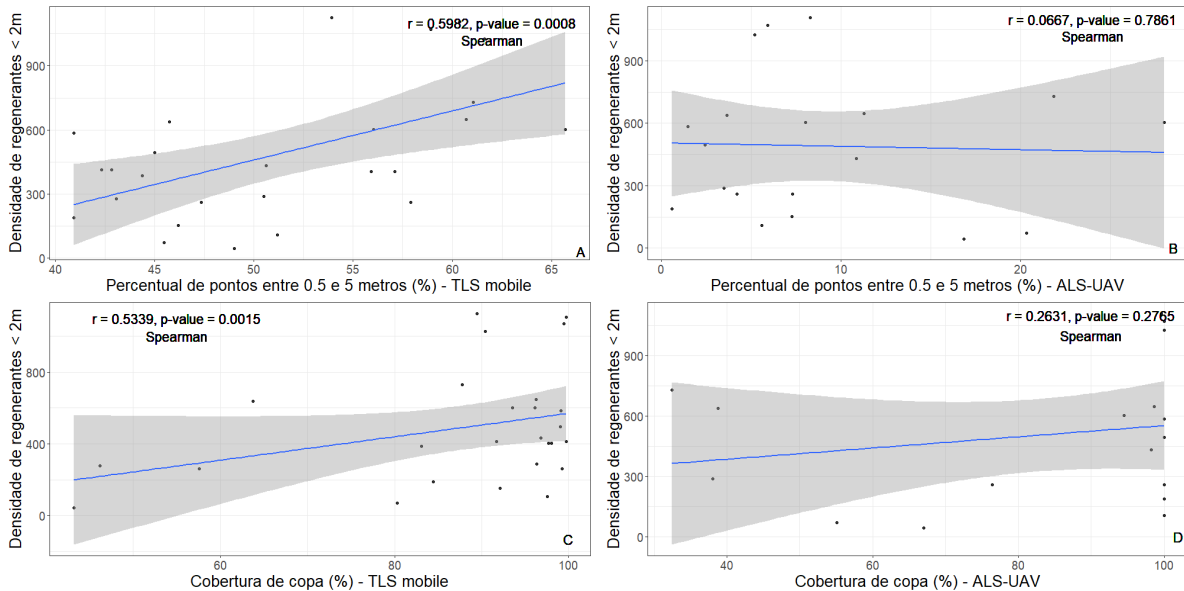 r = 0.5982, p-value = 0.0008
Spearman
Densidade de regenerantes < 2m
900
600
300
0
A
40 45 50 55 60 65
Percentual de pontos entre 0.5 e 5 metros (%) - TLS mobile
r = 0.0667, p-value = 0.7861
Spearman
Densidade de regenerantes < 2m
900
600
300
0
B
0 10 20
Percentual de pontos entre 0.5 e 5 metros (%) - ALS-UAV
r = 0.5339, p-value = 0.0015
Spearman
Densidade de regenerantes < 2m
800
400
0
C
60 80 100
Cobertura de copa (%) - TLS mobile
r = 0.2631, p-value = 0.2765
Spearman
Densidade de regenerantes < 2m
900
600
300
0
D
40 60 80 100
Cobertura de copa (%) - ALS-UAV